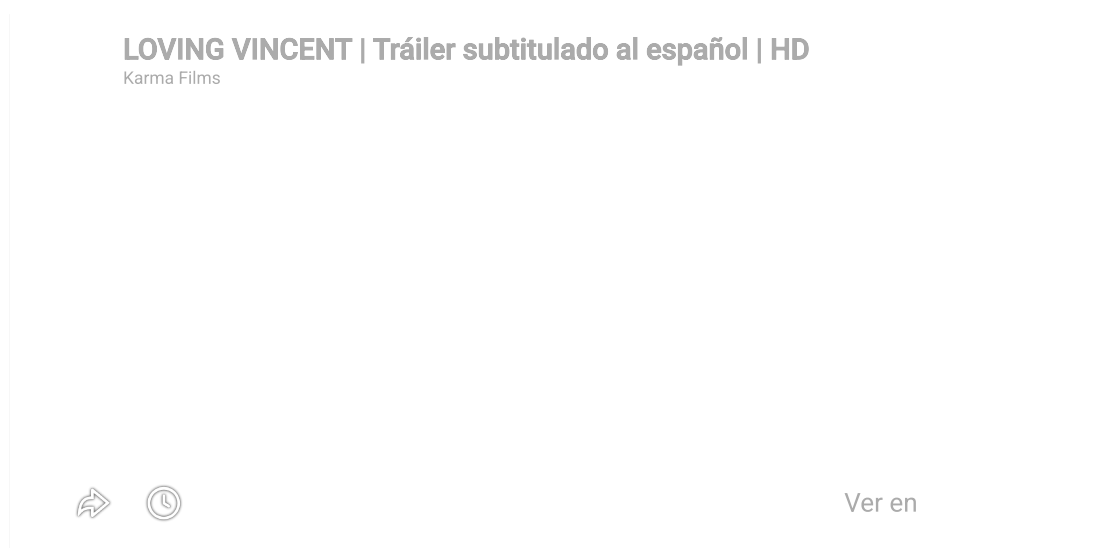 LOVING VINCENT | Tráiler subtitulado al español | HD
Karma Films
Ver en